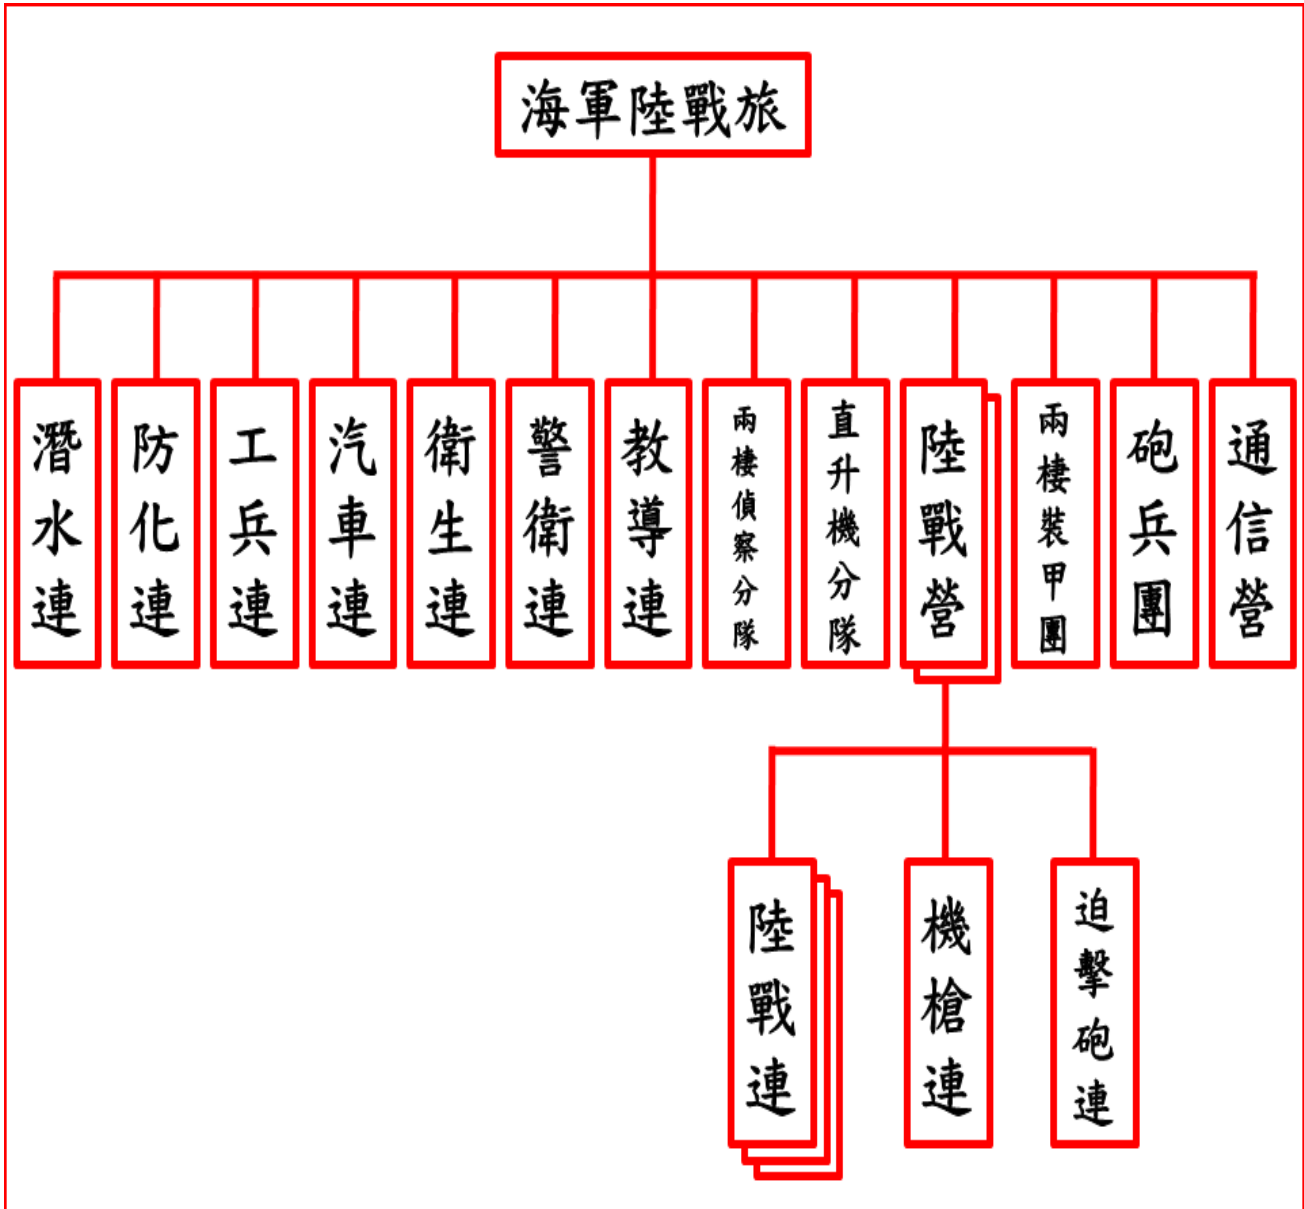 海軍陸戰旅
潛水連
防化連
工兵連
汽車連
衛生連
警衛連
教導連
兩棲偵察分隊
直升機分隊
陸戰營
兩棲裝甲團
砲兵團
通信營
陸戰連
機槍連
迫擊砲連